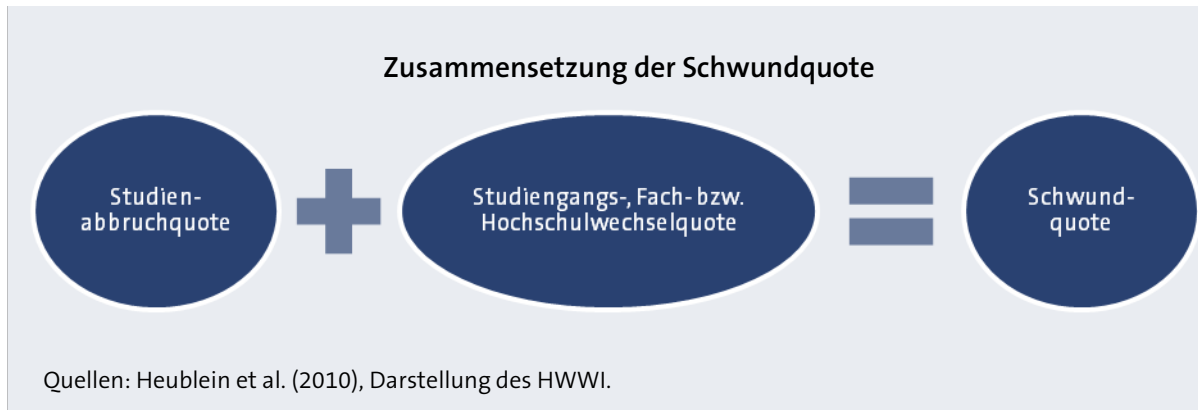 Zusammensetzung der Schwundquote
Studien-
abbruchquote
Studiengangs-, Fach- bzw.
Hochschulwechselquote
Schwund-
quote
Quellen: Heublein et al. (2010), Darstellung des HWWI.